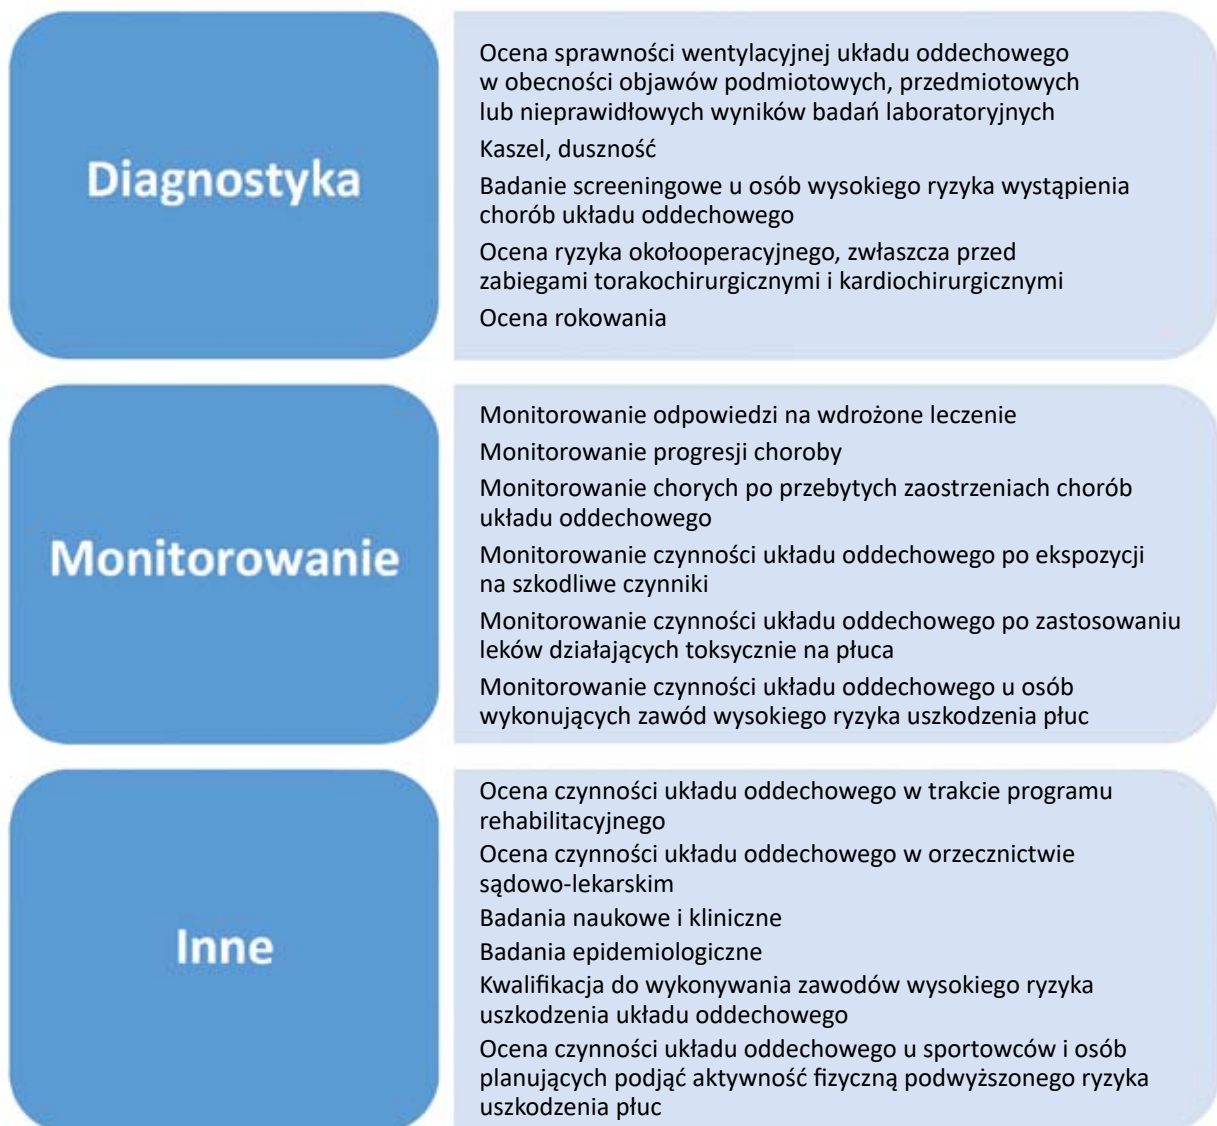 Diagnostyka
Ocena sprawności wentylacyjnej układu oddechowego
w obecności objawów podmiotowych, przedmiotowych
lub nieprawidłowych wyników badań laboratoryjnych
Kaszel, duszność
Badanie screeningowe u osób wysokiego ryzyka wystąpienia
chorób układu oddechowego
Ocena ryzyka okołooperacyjnego, zwłaszcza przed
zabiegami torakochirurgicznymi i kardiochirurgicznymi
Ocena rokowania
Monitorowanie
Monitorowanie odpowiedzi na wdrożone leczenie
Monitorowanie progresji choroby
Monitorowanie chorych po przebytych zaostrzeniach chorób
układu oddechowego
Monitorowanie czynności układu oddechowego po ekspozycji
na szkodliwe czynniki
Monitorowanie czynności układu oddechowego po zastosowaniu
leków działających toksycznie na płuca
Monitorowanie czynności układu oddechowego u osób
wykonujących zawód wysokiego ryzyka uszkodzenia płuc
Inne
Ocena czynności układu oddechowego w trakcie programu
rehabilitacyjnego
Ocena czynności układu oddechowego w orzecznictwie
sądowo-lekarskim
Badania naukowe i kliniczne
Badania epidemiologiczne
Kwalifikacja do wykonywania zawodów wysokiego ryzyka
uszkodzenia układu oddechowego
Ocena czynności układu oddechowego u sportowców i osób
planujących podjąć aktywność fizyczną podwyższonego ryzyka
uszkodzenia płuc